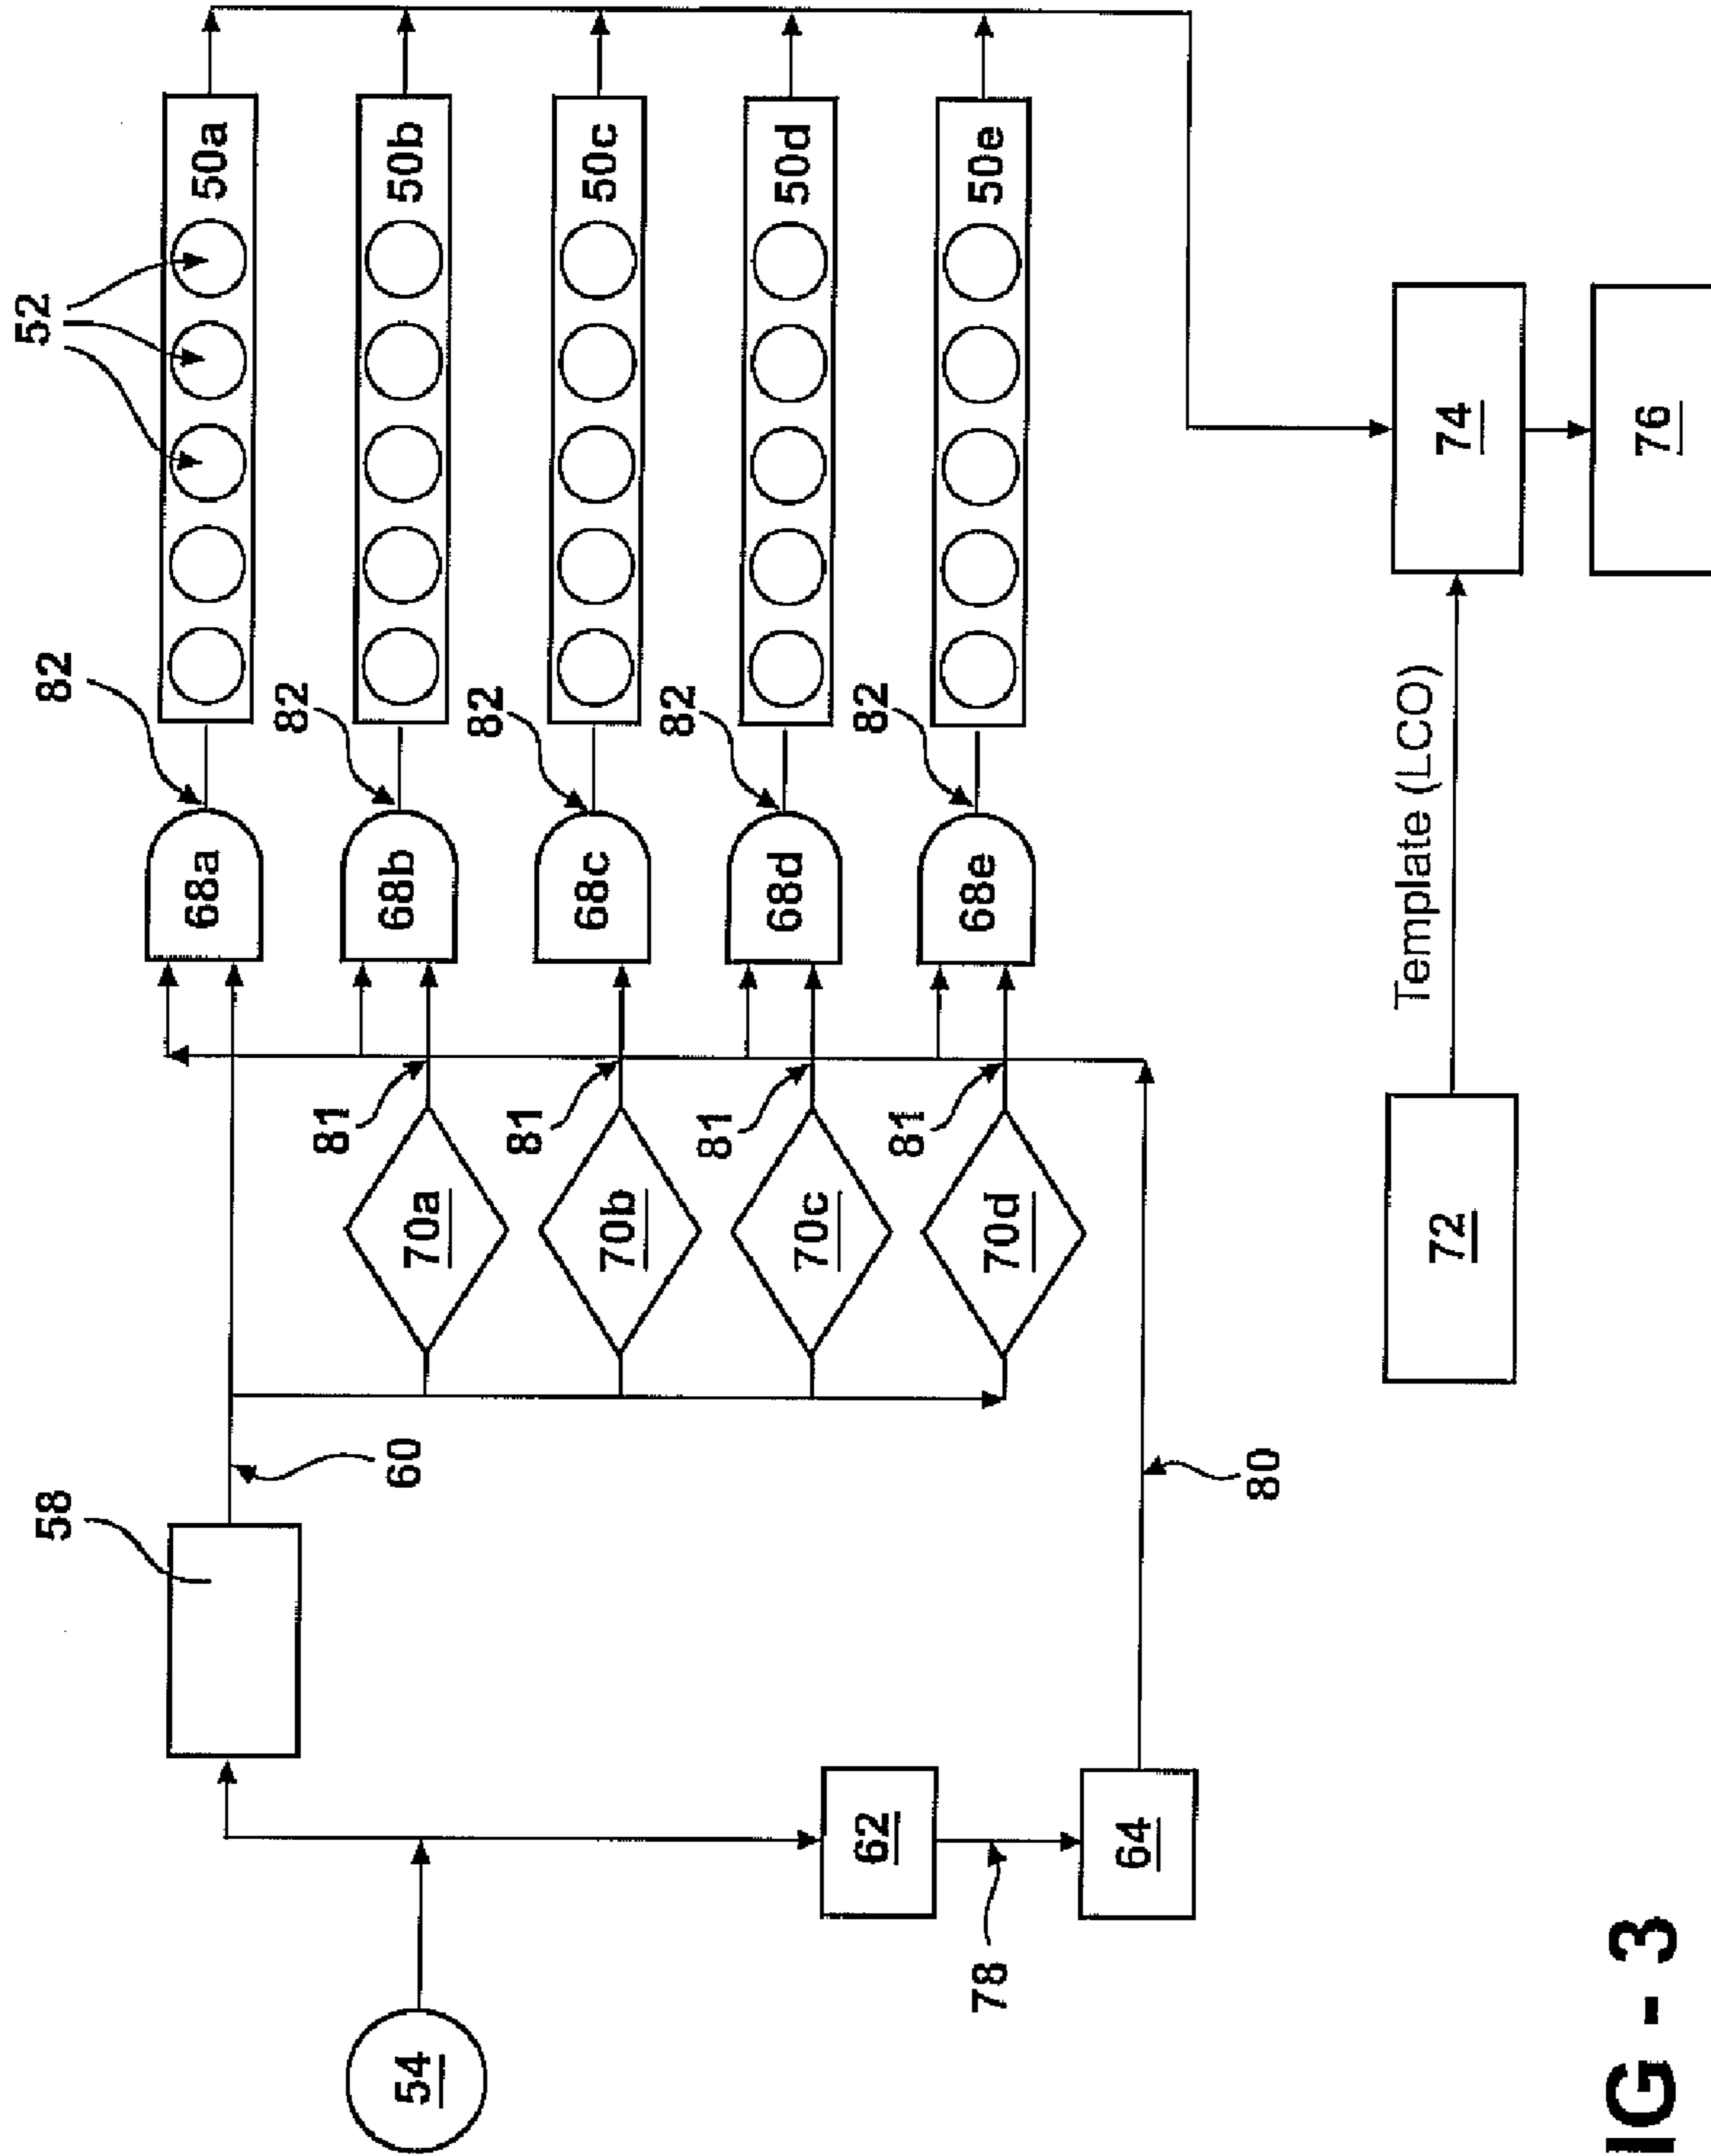 58
82
52
68a
50a
82
81
54
60
70a
68b
50b
82
81
70b
68c
50c
82
81
70c
68d
50d
62
82
81
78
70d
68e
50e
64
80
Template (LCO)
72
74
76
IG - 3